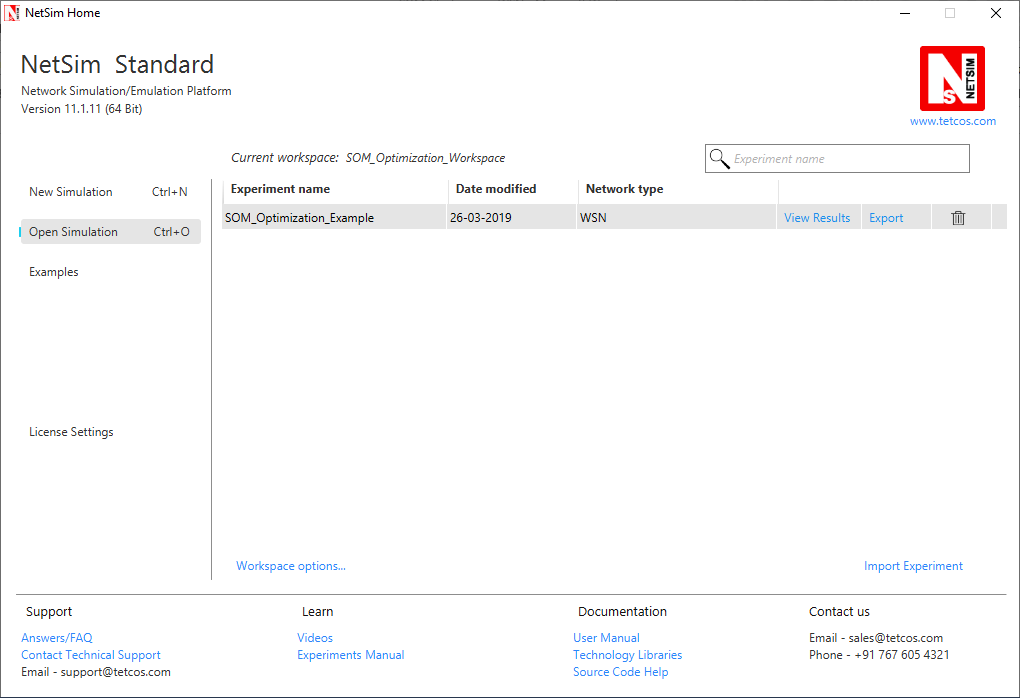 NetSim Home
NetSim Standard
Network Simulation/Emulation Platform
Version 11.1.11 (64 Bit)
NS NETSIM
www.tetcos.com
Current workspace: SOM_Optimization_Workspace
Experiment name
New Simulation Ctrl+N
Open Simulation Ctrl+O
Examples
License Settings
Experiment name Date modified Network type
SOM_Optimization_Example 26-03-2019 WSN View Results Export
Workspace options... Import Experiment
Support
Answers/FAQ
Contact Technical Support
Email - support@tetcos.com
Learn
Videos
Experiments Manual
Documentation
User Manual
Technology Libraries
Source Code Help
Contact us
Email - sales@tetcos.com
Phone - +91 767 605 4321